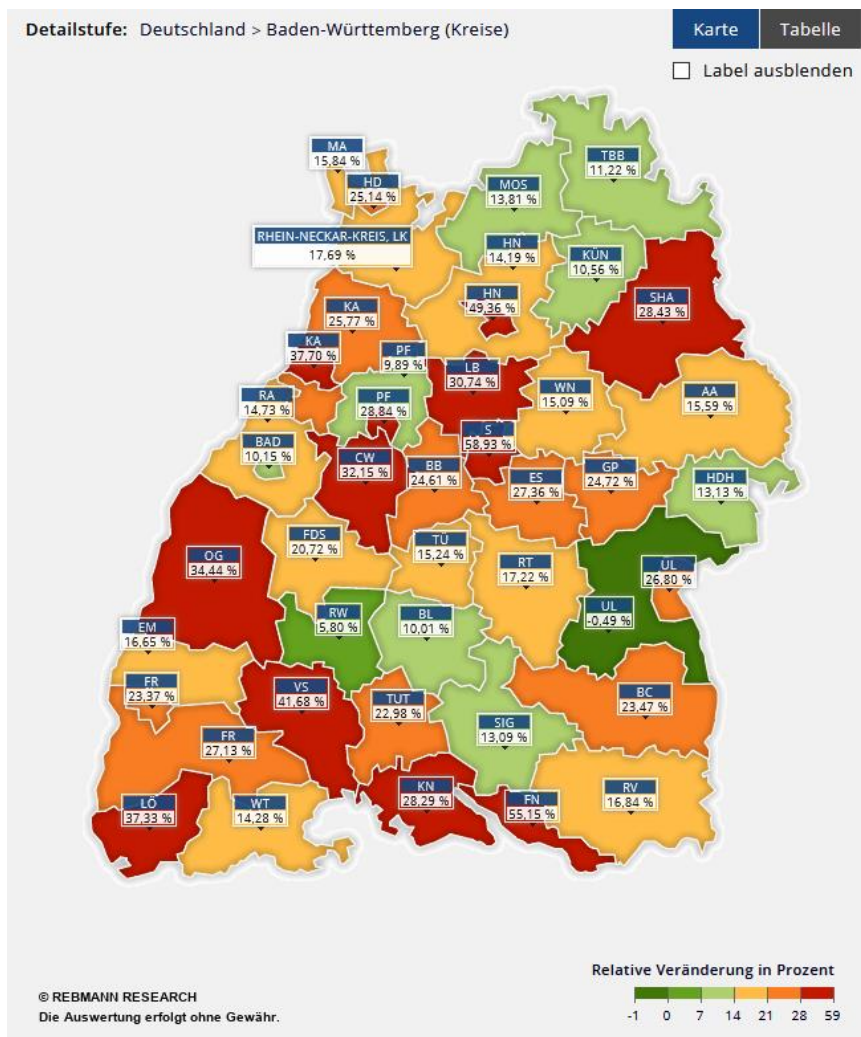 Detailstufe: Deutschland > Baden-Württemberg (Kreise)
Karte
Tabelle
Label ausblenden
MA
15,84 %
HD
25,14 %
TBB
11,22 %
MOS
13,81 %
RHEIN-NECKAR-KREIS, LK
17,69 %
HN
14,19 %
KÜN
10,56 %
HN
49,36 %
SHA
28,43 %
KA
25,77 %
KA
37,70 %
PF
9,89 %
LB
30,74 %
WN
15,09 %
AA
15,59 %
RA
14,73 %
PF
28,84 %
S
58,93 %
BAD
10,15 %
CW
32,15 %
BB
24,61 %
ES
27,36 %
GP
24,72 %
HDH
13,13 %
FDS
20,72 %
TÜ
15,24 %
OG
34,44 %
RT
17,22 %
ÜL
26,80 %
UL
-0,49 %
RW
5,80 %
BL
10,01 %
EM
16,65 %
FR
23,37 %
VS
41,68 %
TUT
22,98 %
BC
23,47 %
SIG
13,09 %
FR
27,13 %
LÖ
37,33 %
WT
14,28 %
KN
28,29 %
FN
55,15 %
RV
16,84 %
Relative Veränderung in Prozent
-1 0 7 14 21 28 59
© REBMANN RESEARCH
Die Auswertung erfolgt ohne Gewähr.